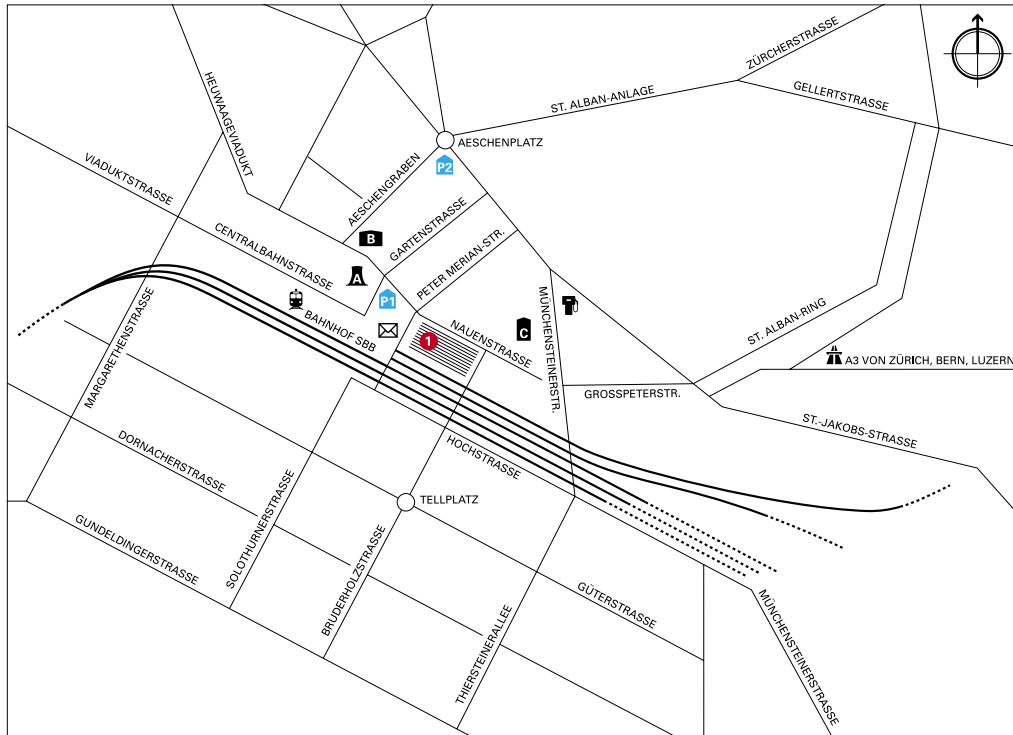 ZÜRCHERSTRASSE
HEUWAAGEVIADUKT
ST. ALBAN-ANLAGE
GELLERTSTRASSE
AESCHENPLATZ
P2
VIADUKTSTRASSE
AESCHENGRABEN
GARTENSTRASSE
CENTRALBAHNSTRASSE
B
PETER MERIAN-STR.
A
P1
MÜNCHENSTEINERSTR.
BAHNHOF SBB
NAUENSTRASSE
1
C
ST. ALBAN-RING
MARGARETHENSTRASSE
A3 VON ZÜRICH, BERN, LUZERN
GROSSPETERSTR.
ST.-JAKOBS-STRASSE
DORNACHERSTRASSE
HOCHSTRASSE
SOLOTHURNERSTRASSE
TELLPLATZ
GUNDELDINGERSTRASSE
BRUDERHOLZSTRASSE
GÜTERSTRASSE
THIERSTEINERALLEE
MÜNCHENSTEINERSTRASSE